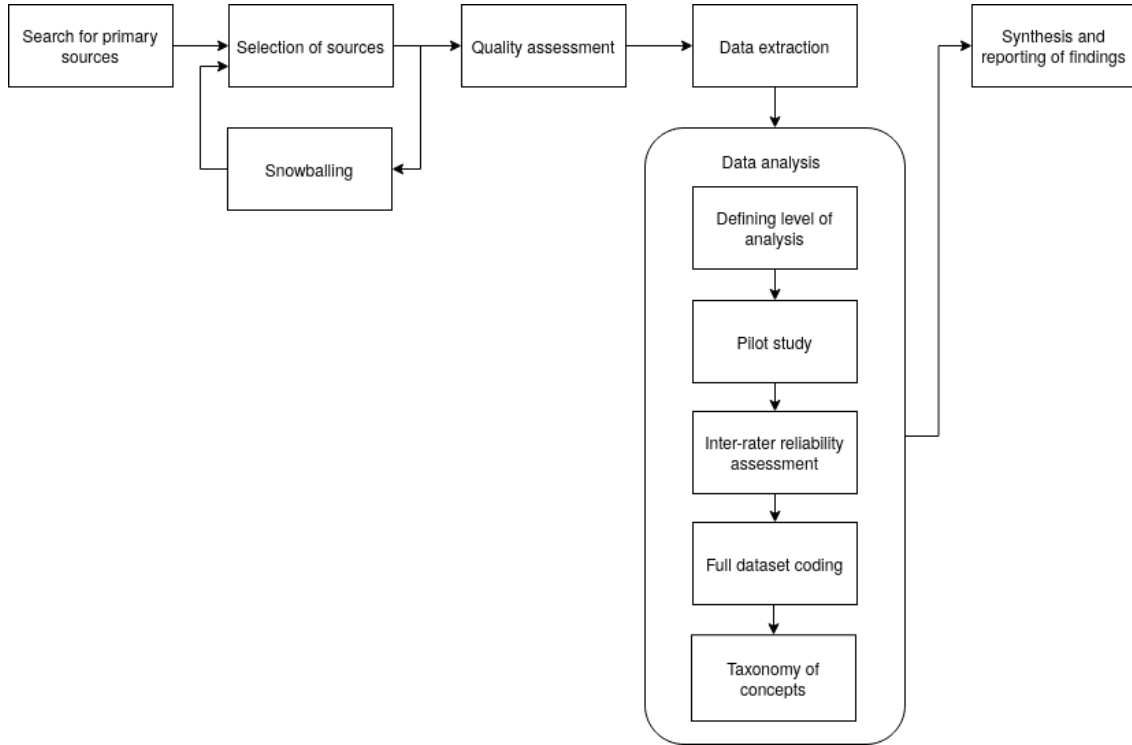 Search for primary
sources
Selection of sources
Quality assessment
Data extraction
Synthesis and
reporting of findings
Snowballing
Data analysis
Defining level of
analysis
Pilot study
Inter-rater reliability
assessment
Full dataset coding
Taxonomy of
concepts